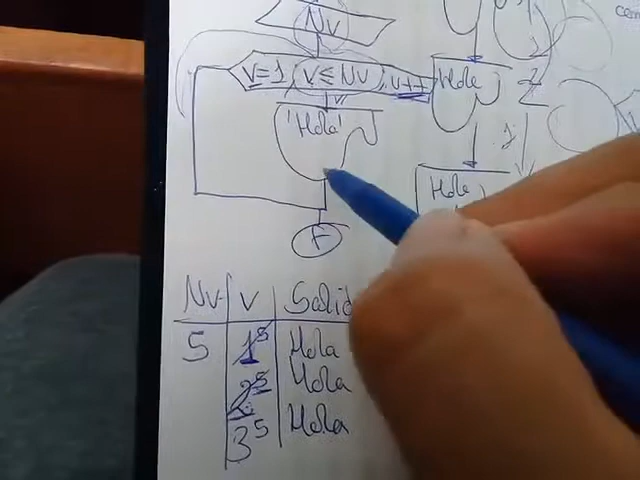 Nv
v=1 v≤Nv v++ Hola
v
'Hola'
Hola
F
Nv v Salid
5 1 5 Hola
2 5 Hola
3 5 Hola